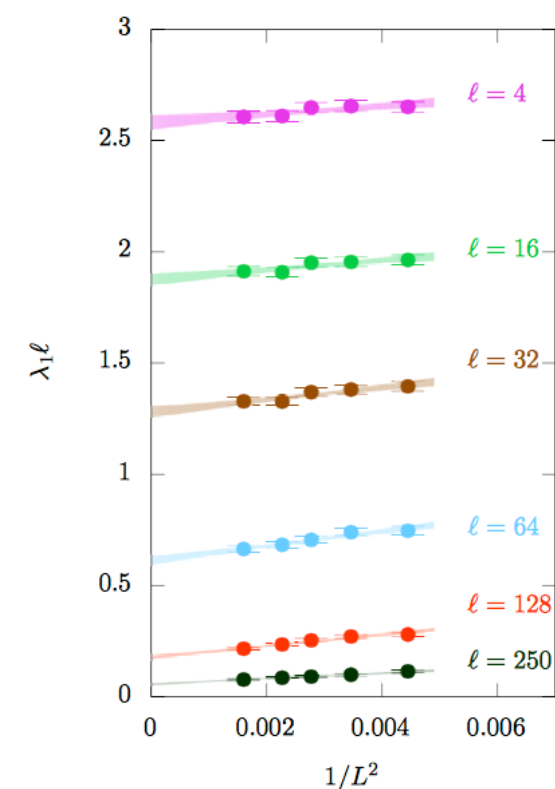 3
ℓ = 4
2.5
ℓ = 16
2
ℓ = 32
1.5
λ₁ℓ
1
ℓ = 64
0.5
ℓ = 128
ℓ = 250
0
0 0.002 0.004 0.006
1/L²